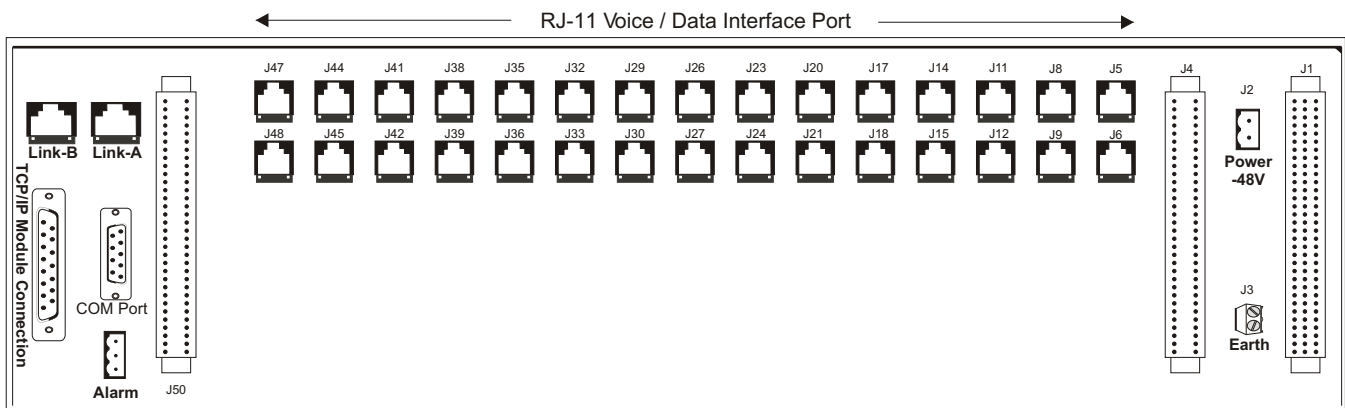 RJ-11 Voice / Data Interface Port
J47 J44 J41 J38 J35 J32 J29 J26 J23 J20 J17 J14 J11 J8 J5 J4 J1
J2
Link-B Link-A
J48 J45 J42 J39 J36 J33 J30 J27 J24 J21 J18 J15 J12 J9 J6
Power
-48V
TCP/IP Module Connection
COM Port
J3
Earth
Alarm
J50